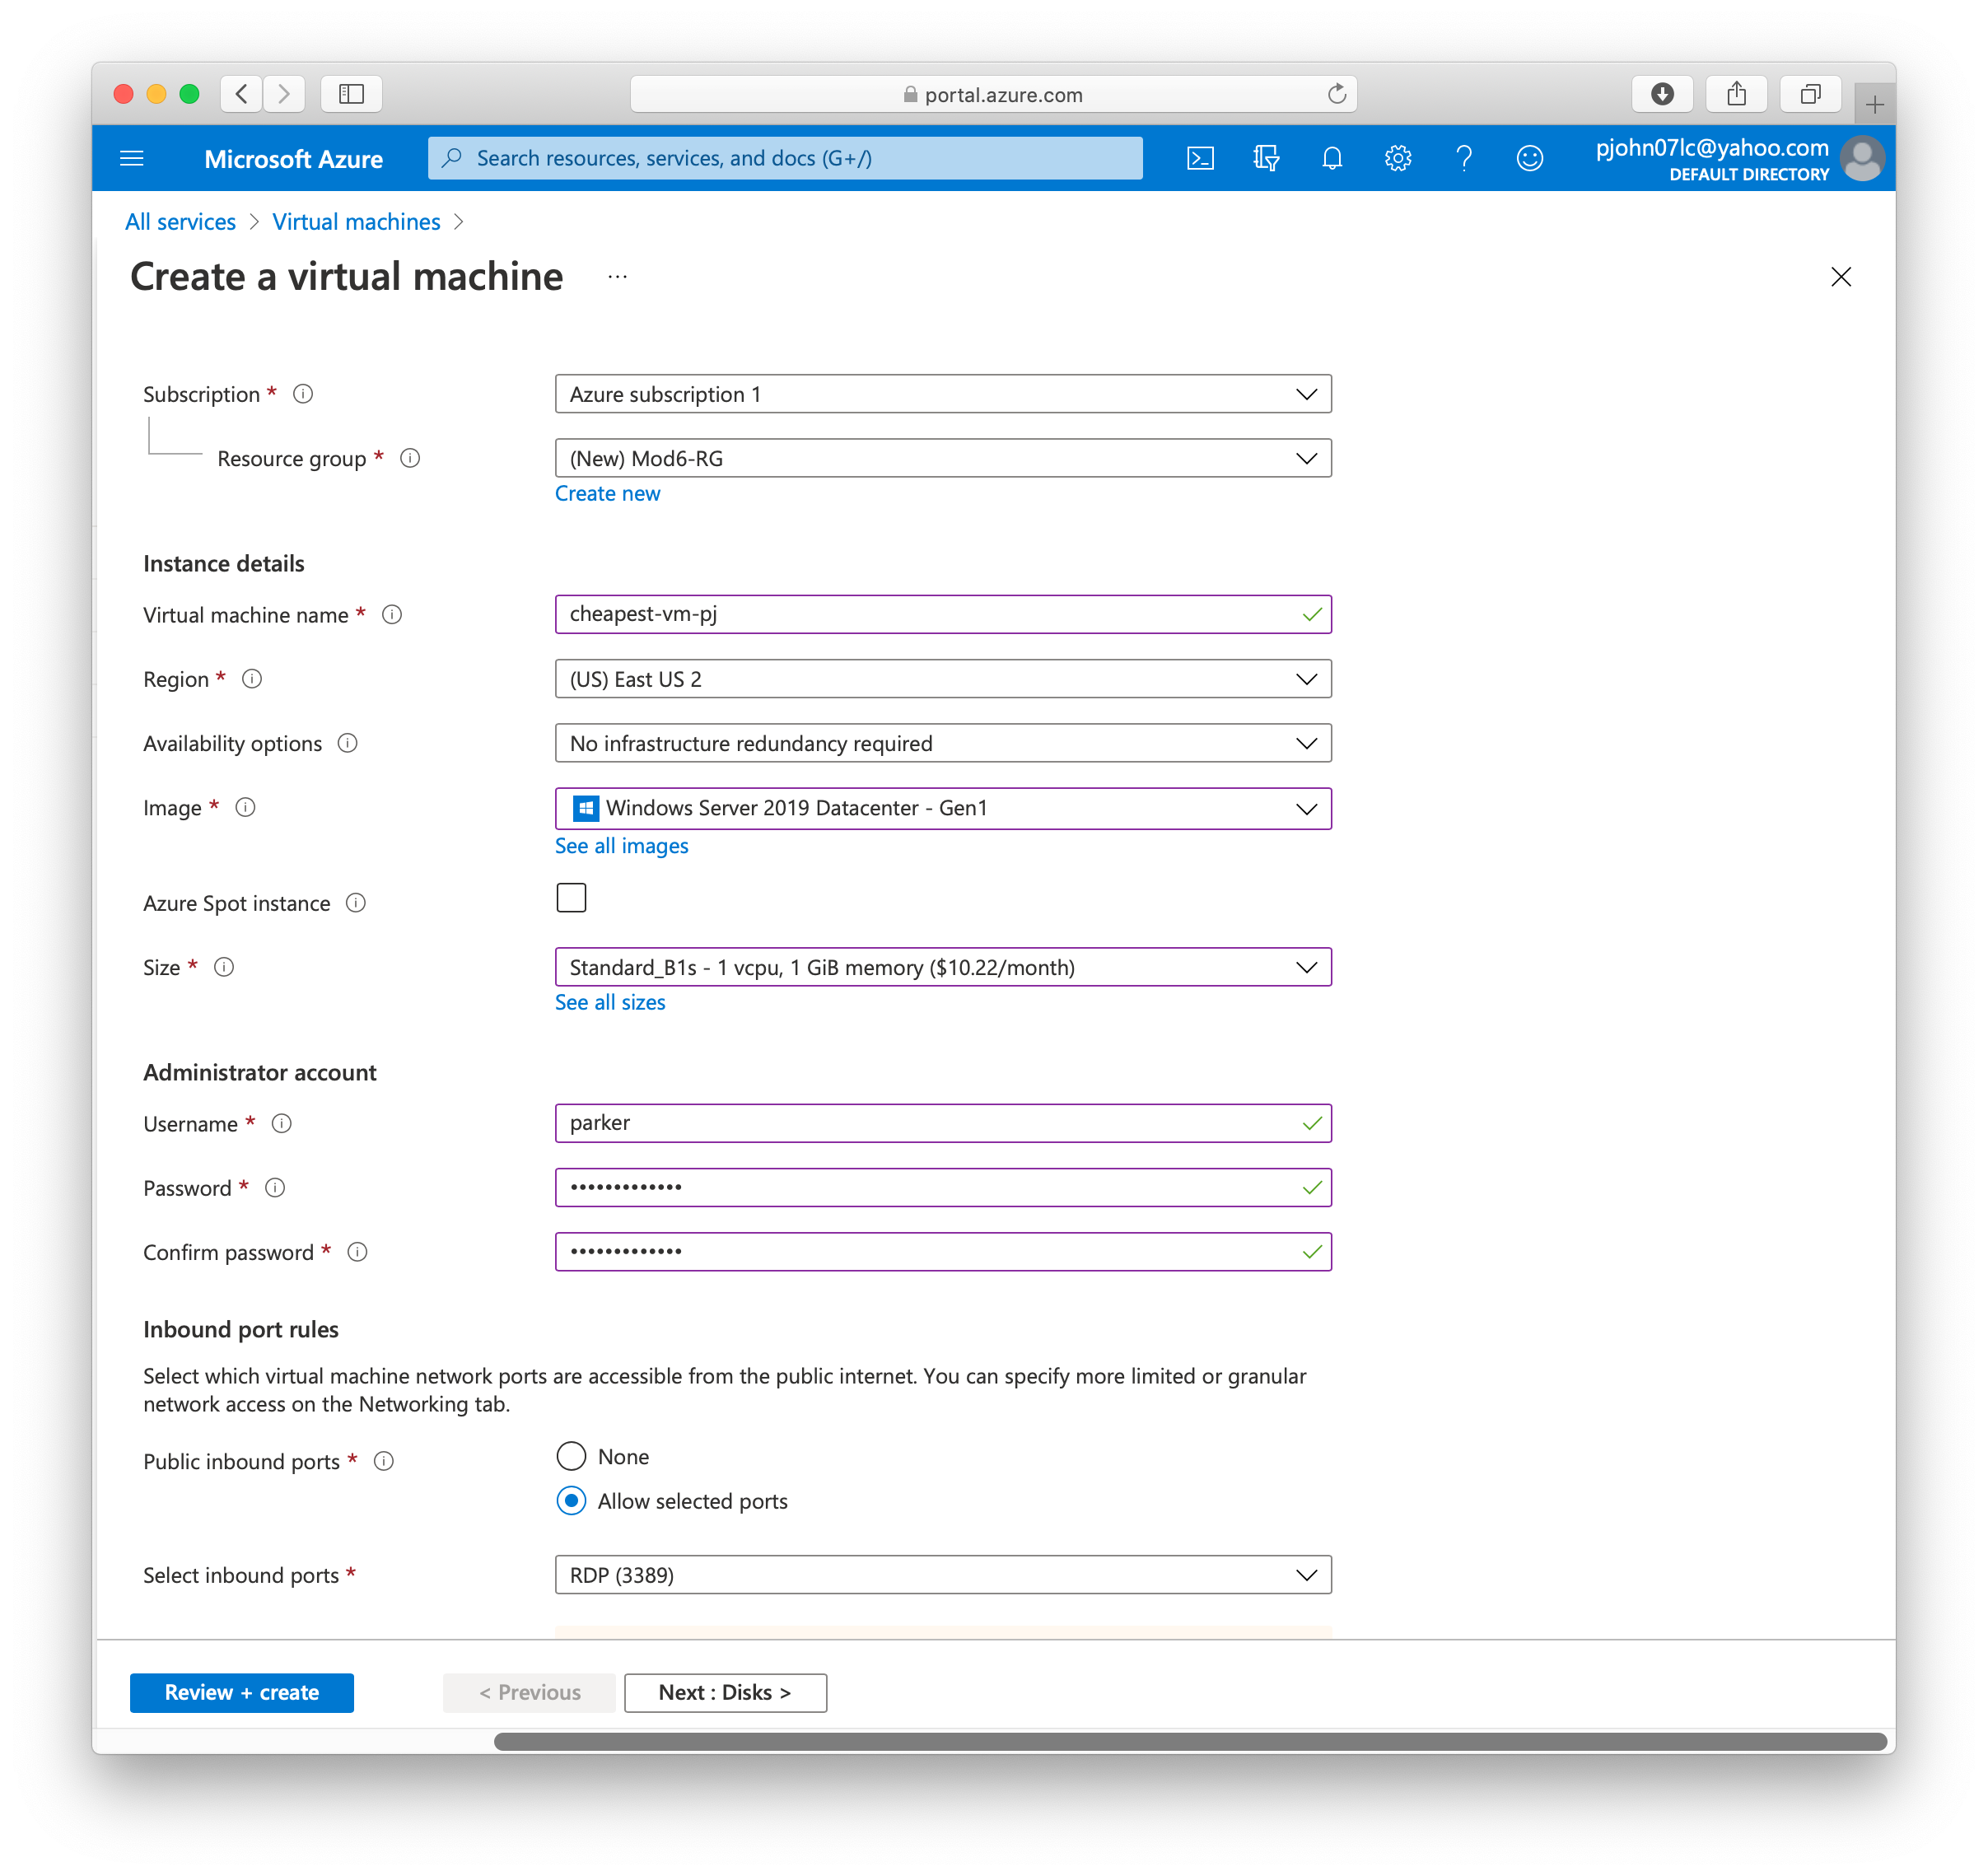 portal.azure.com
Microsoft Azure
Search resources, services, and docs (G+/)
pjohn07lc@yahoo.com
DEFAULT DIRECTORY
All services > Virtual machines >
Create a virtual machine ...
Subscription *
Azure subscription 1
Resource group *
(New) Mod6-RG
Create new
Instance details
Virtual machine name *
cheapest-vm-pj
Region *
(US) East US 2
Availability options
No infrastructure redundancy required
Image *
Windows Server 2019 Datacenter - Gen1
See all images
Azure Spot instance
Size *
Standard_B1s - 1 vcpu, 1 GiB memory ($10.22/month)
See all sizes
Administrator account
Username *
parker
Password *
•••••••••••••
Confirm password *
•••••••••••••
Inbound port rules
Select which virtual machine network ports are accessible from the public internet. You can specify more limited or granular
network access on the Networking tab.
Public inbound ports *
None
Allow selected ports
Select inbound ports *
RDP (3389)
Review + create
< Previous
Next : Disks >